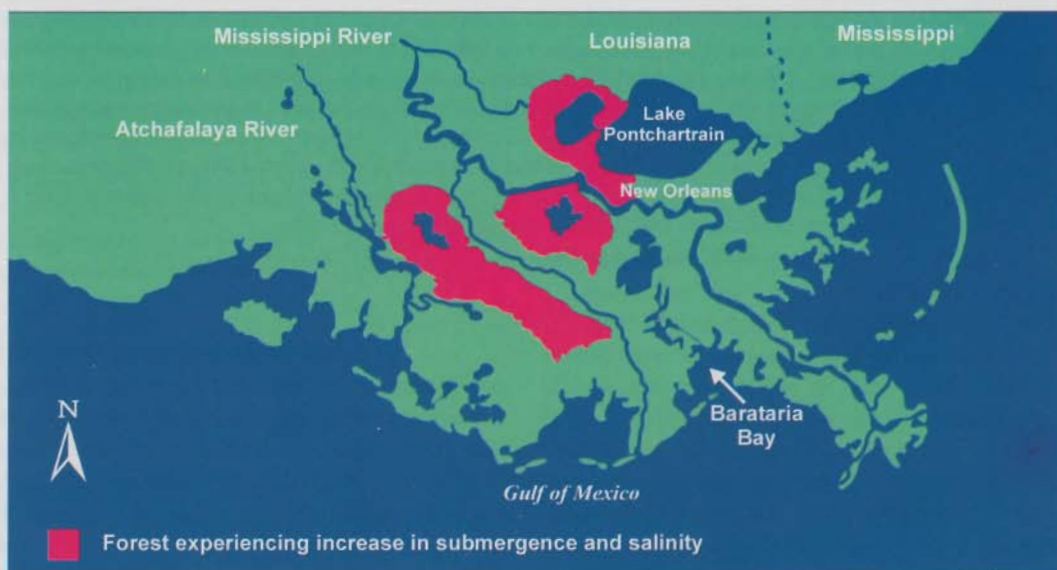 Mississippi River
Louisiana
Mississippi
Atchafalaya River
Lake
Pontchartrain
New Orleans
Barataria
Bay
N
Gulf of Mexico
Forest experiencing increase in submergence and salinity